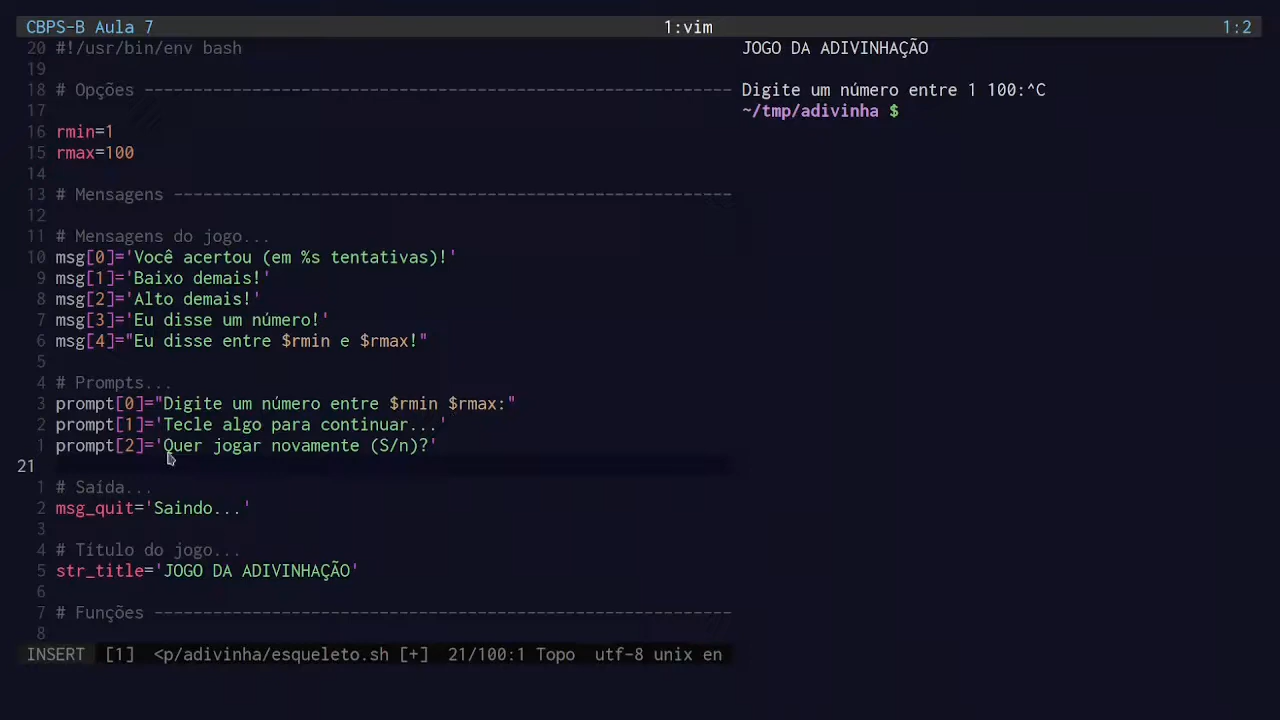 CBPS-B Aula 7 1:vim 1:2
20 #!/usr/bin/env bash
19
18 # Opções ------------------------------------------------------------
17
16 rmin=1
15 rmax=100
14
13 # Mensagens ---------------------------------------------------------
12
11 # Mensagens do jogo...
10 msg[0]='Você acertou (em %s tentativas)!'
9 msg[1]='Baixo demais!'
8 msg[2]='Alto demais!'
7 msg[3]='Eu disse um número!'
6 msg[4]="Eu disse entre $rmin e $rmax!"
5
4 # Prompts...
3 prompt[0]="Digite um número entre $rmin $rmax:"
2 prompt[1]='Tecle algo para continuar...'
1 prompt[2]='Quer jogar novamente (S/n)?'
21
1 # Saída...
2 msg_quit='Saindo...'
3
4 # Título do jogo...
5 str_title='JOGO DA ADIVINHAÇÃO'
6
7 # Funções -----------------------------------------------------------
8
INSERT [1] <p/adivinha/esqueleto.sh [+] 21/100:1 Topo utf-8 unix en
JOGO DA ADIVINHAÇÃO
Digite um número entre 1 100:^C
~/tmp/adivinha $